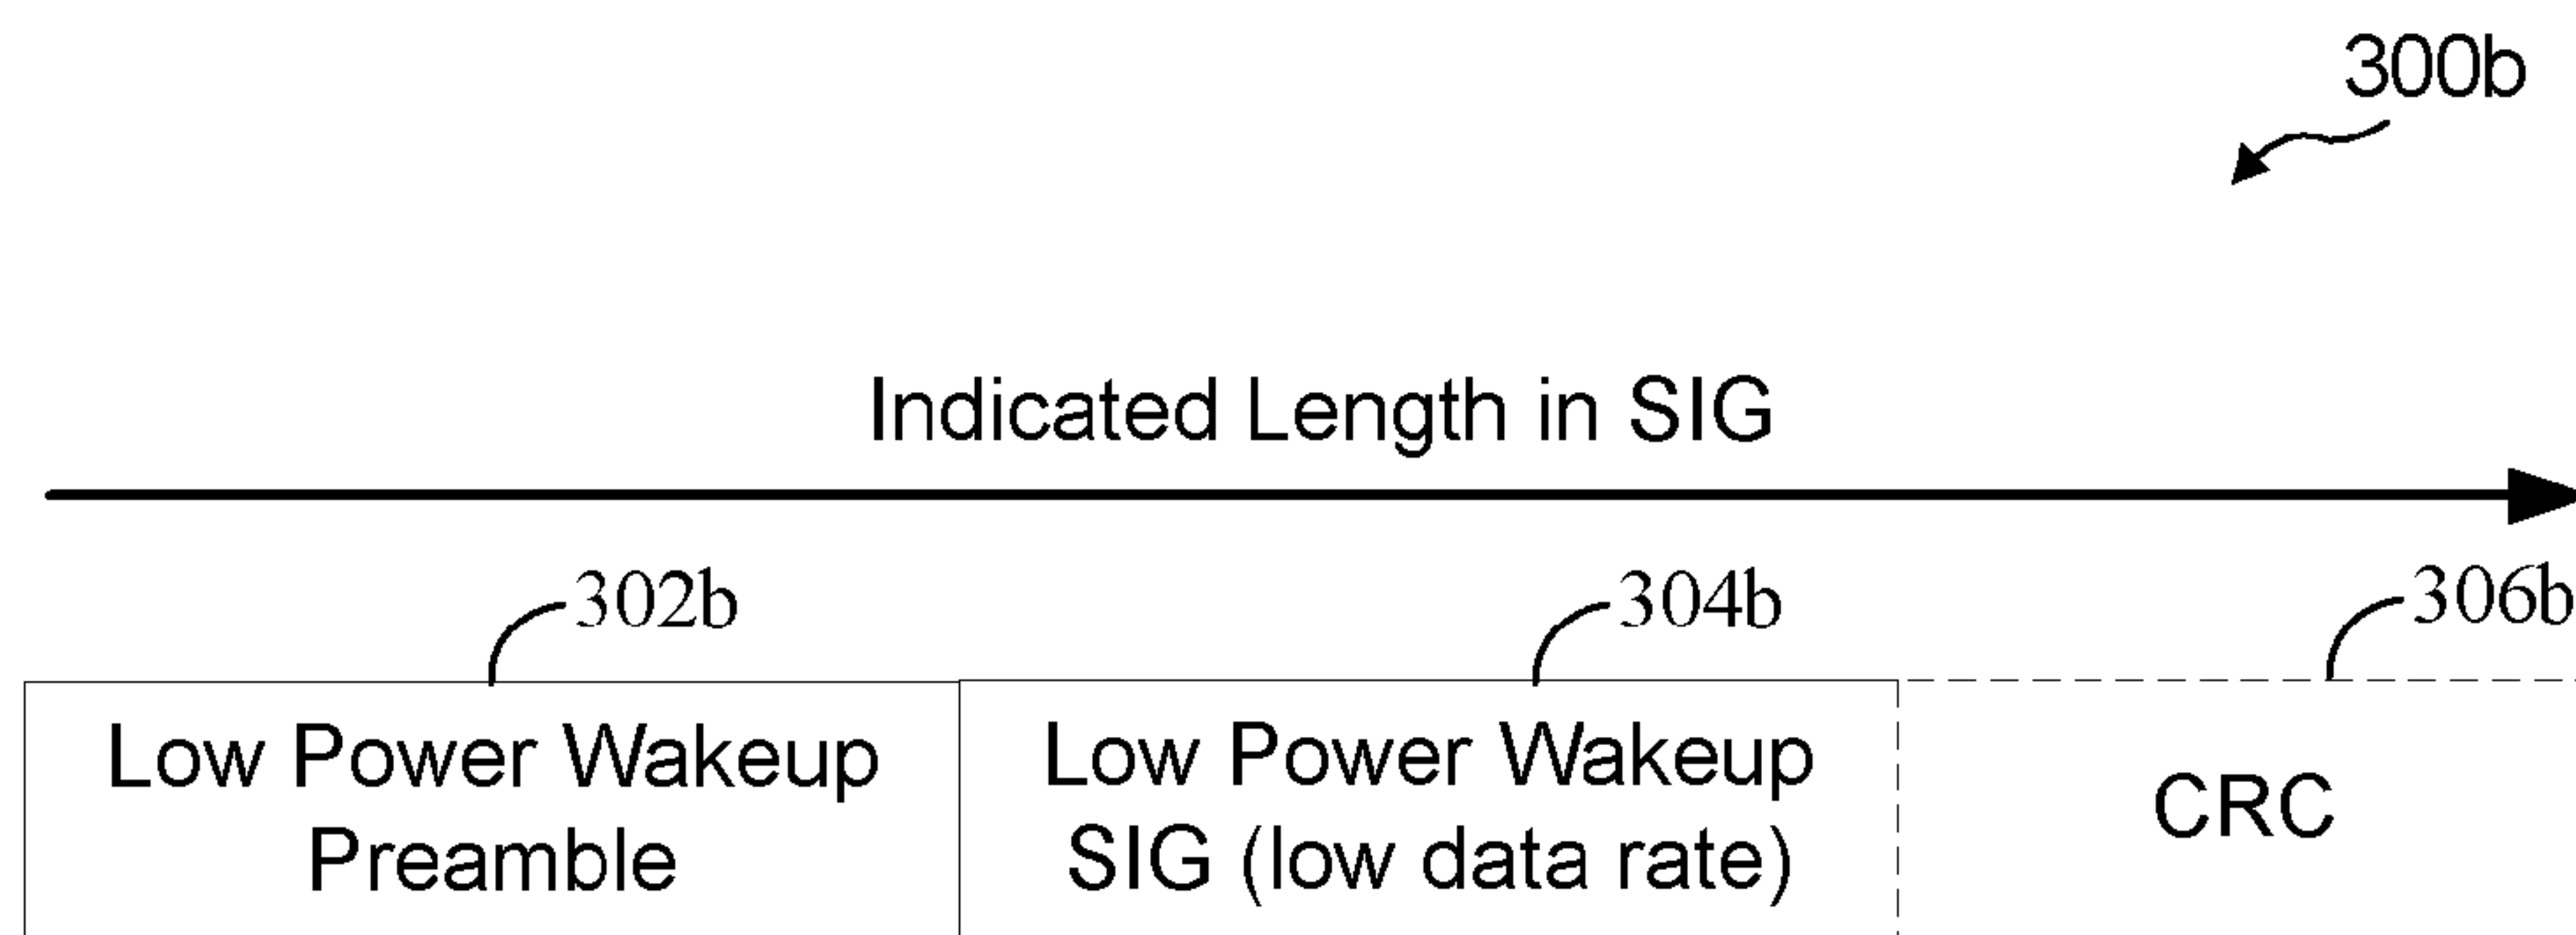 300b
Indicated Length in SIG
302b
304b
306b
Low Power Wakeup
Preamble
Low Power Wakeup
SIG (low data rate)
CRC